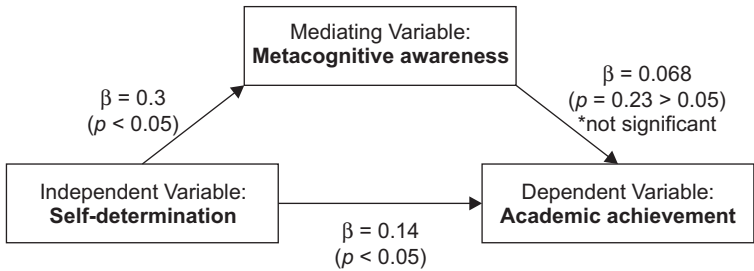 Mediating Variable:
Metacognitive awareness
β = 0.3
(p < 0.05)
β = 0.068
(p = 0.23 > 0.05)
*not significant
Independent Variable:
Self-determination
Dependent Variable:
Academic achievement
β = 0.14
(p < 0.05)